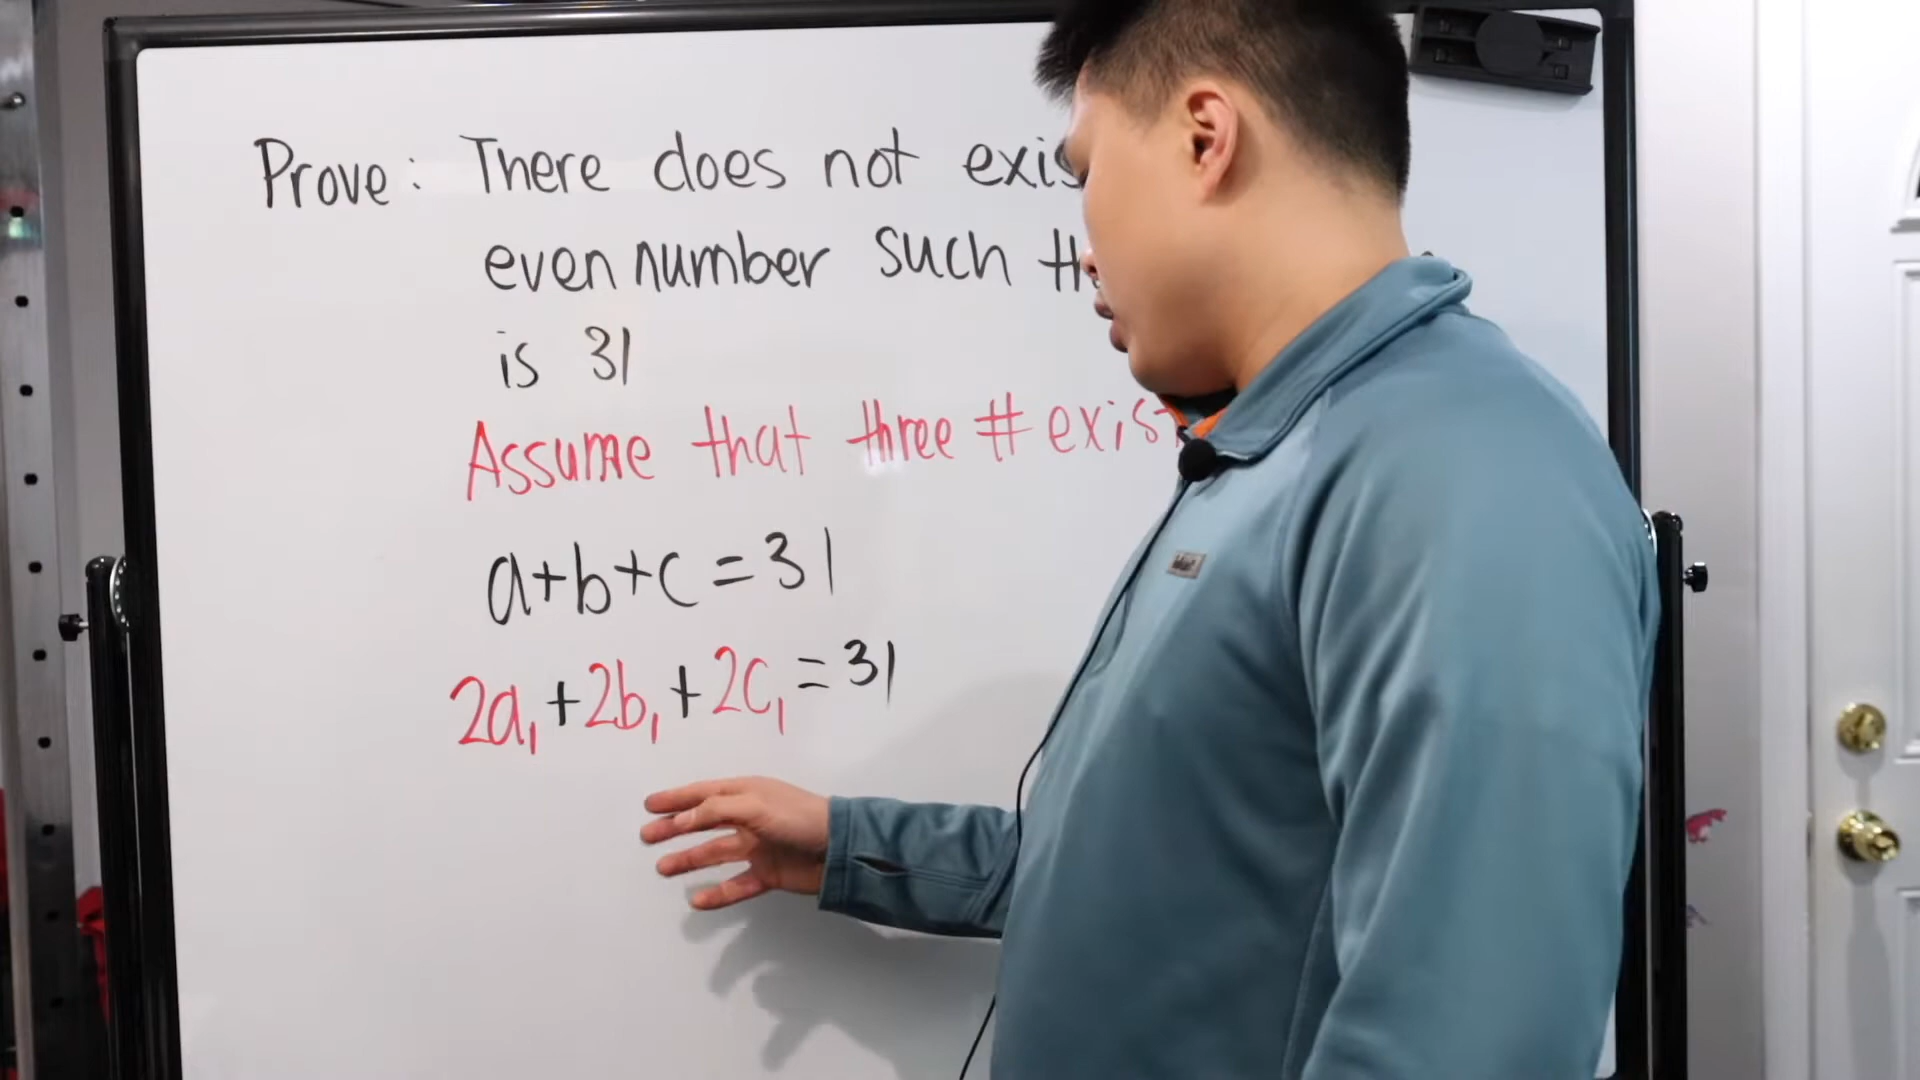 Prove: There does not exis
even number such th
is 31
Assume that three # exist
a+b+c=31
2a₁+2b₁+2c₁=31